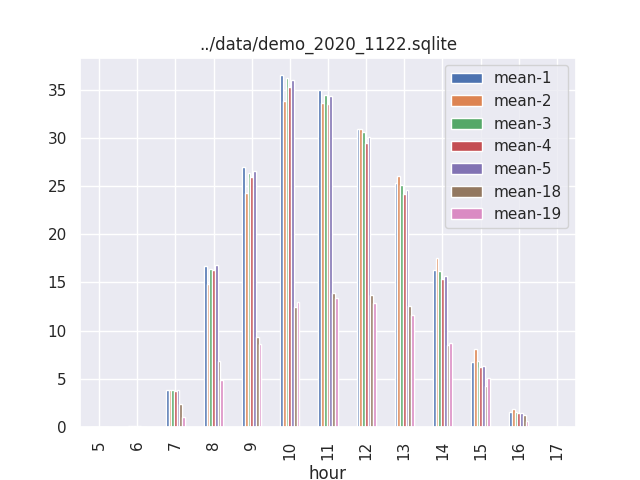 ../data/demo_2020_1122.sqlite
35
30
25
20
15
10
5
0
mean-1
mean-2
mean-3
mean-4
mean-5
mean-18
mean-19
5 6 7 8 9 10 11 12 13 14 15 16 17
hour